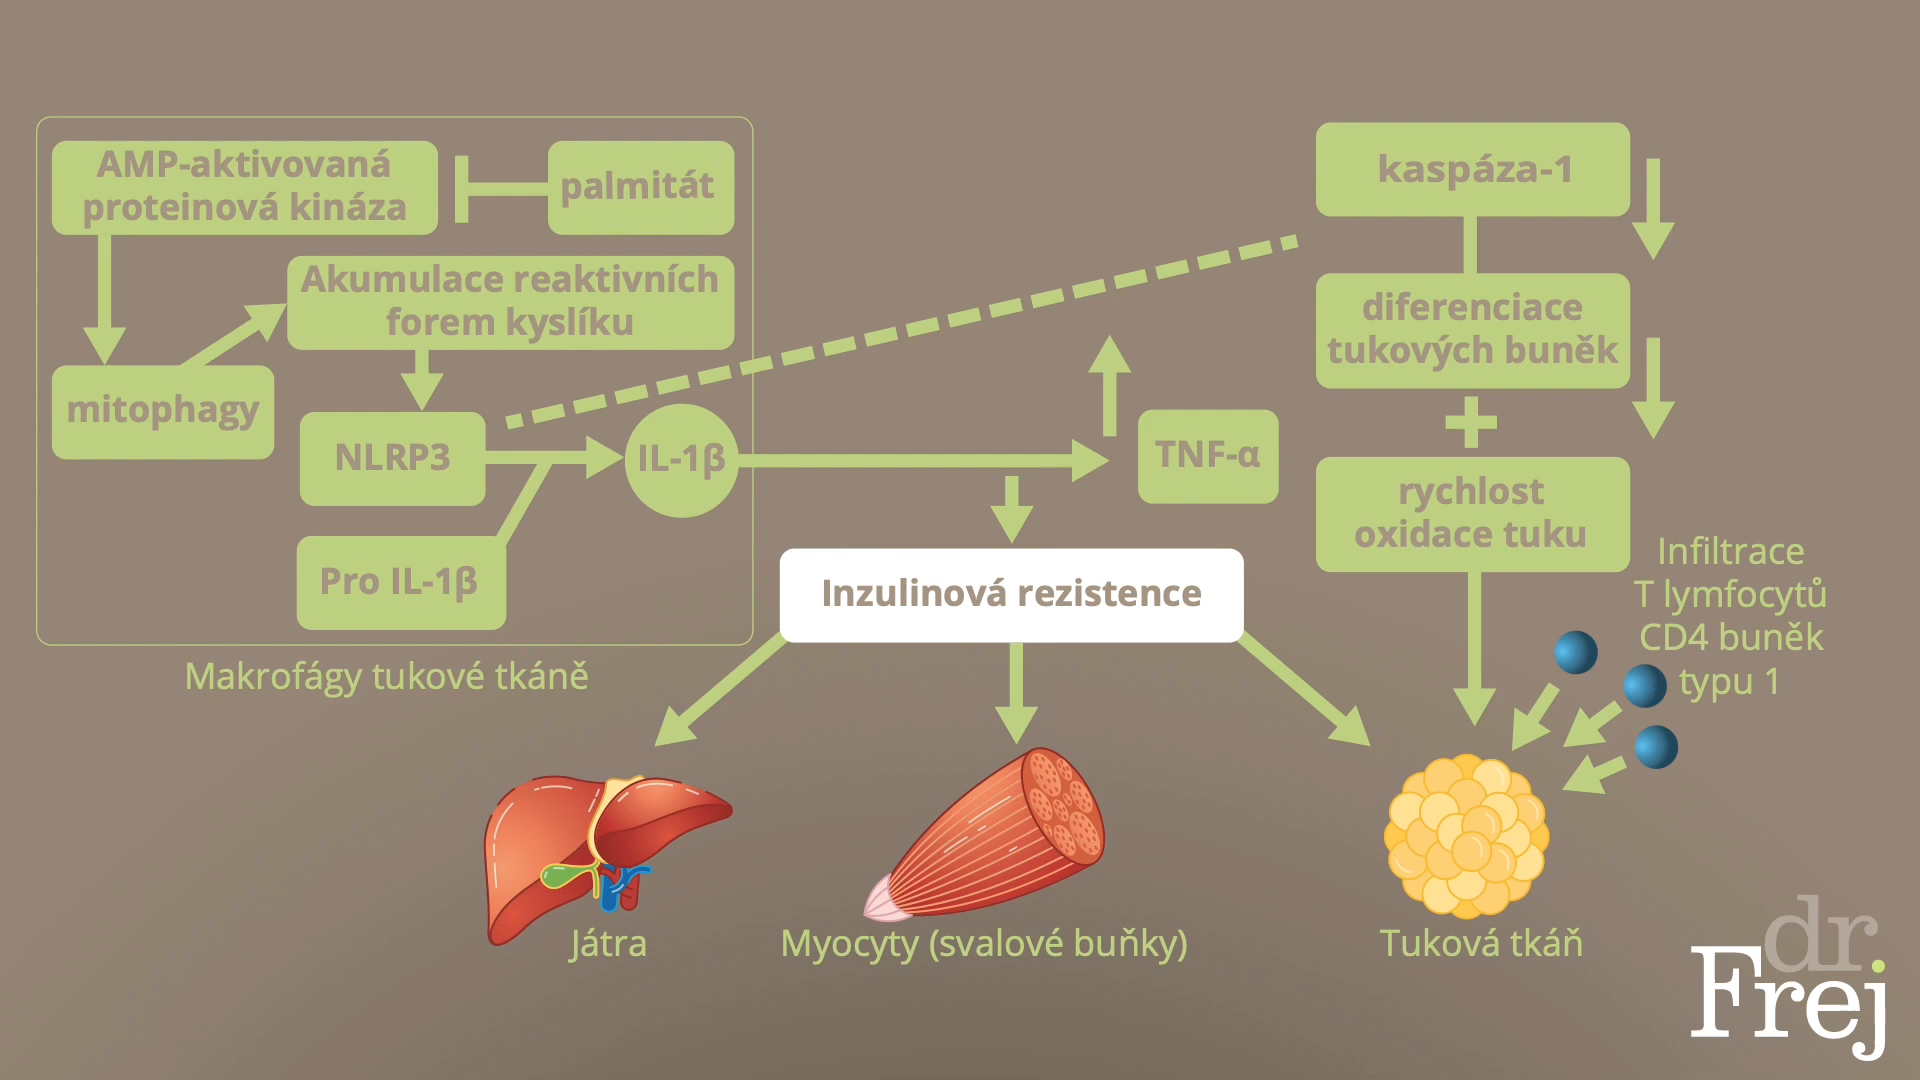 AMP-aktivovaná
proteinová kináza
palmitát
Akumulace reaktivních
forem kyslíku
mitophagy
NLRP3
IL-1β
Pro IL-1β
Makrofágy tukové tkáně
TNF-α
Inzulinová rezistence
kaspáza-1
diferenciace
tukových buněk
rychlost
oxidace tuku
Infiltrace
T lymfocytů
CD4 buněk
typu 1
Játra
Myocyty (svalové buňky)
Tuková tkáň
dr.
Frej